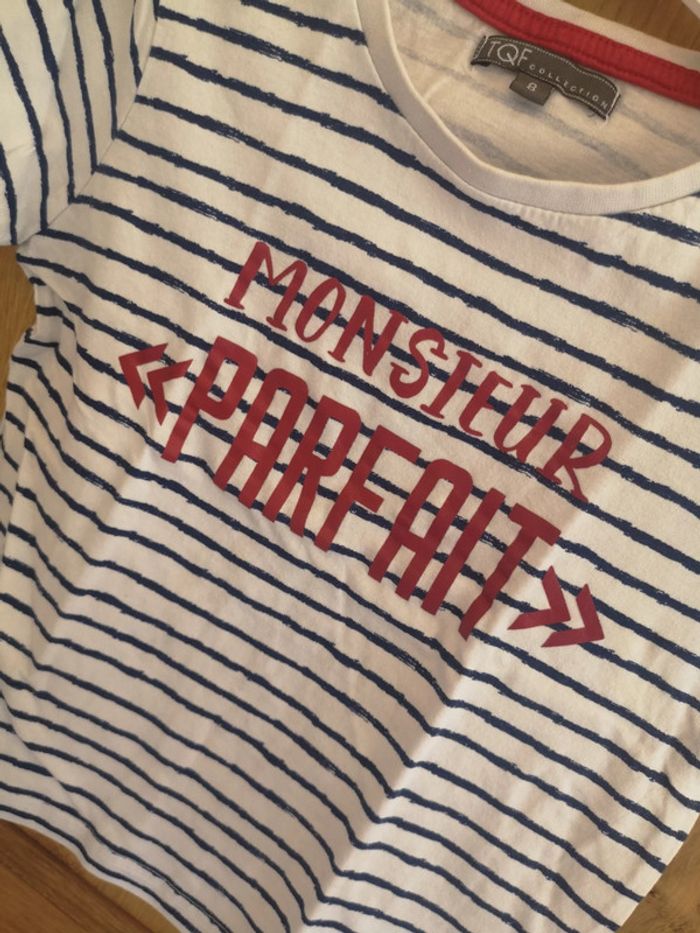 TQF COLLECTION
8
MONSIEUR
«PARFAIT»